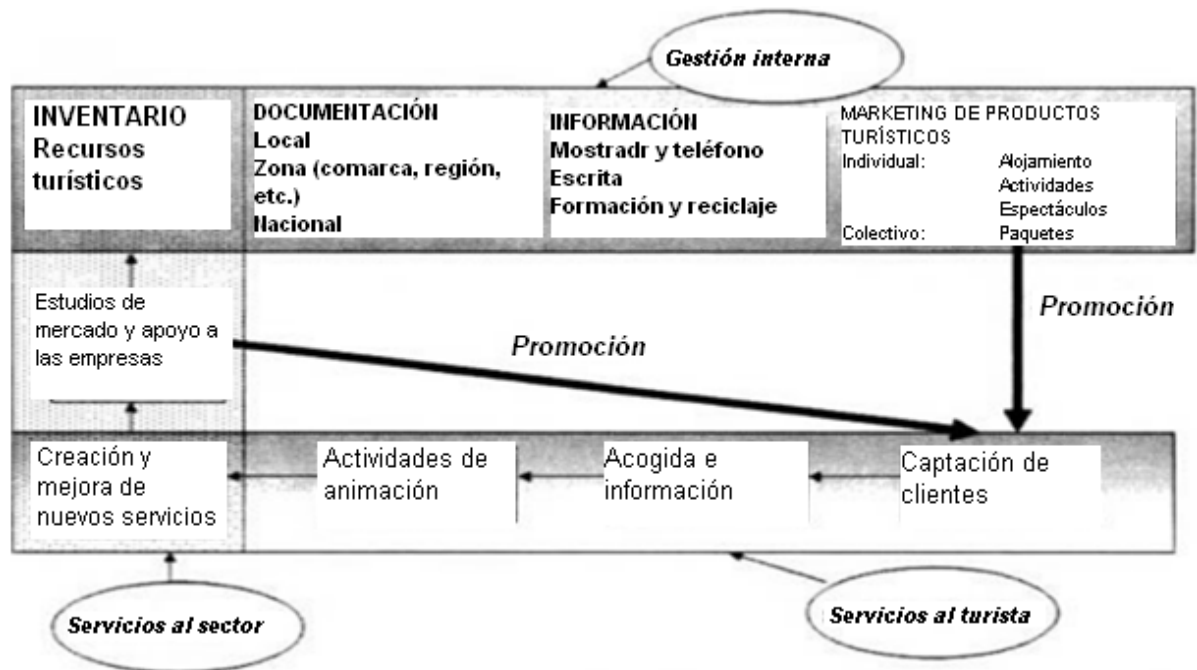 Gestión interna
INVENTARIO
Recursos
turísticos
DOCUMENTACIÓN
Local
Zona (comarca, región,
etc.)
Nacional
INFORMACIÓN
Mostradr y teléfono
Escrita
Formación y reciclaje
MARKETING DE PRODUCTOS
TURÍSTICOS
Individual: Alojamiento
Actividades
Espectáculos
Colectivo: Paquetes
Estudios de
mercado y apoyo a
las empresas
Promoción
Promoción
Creación y
mejora de
nuevos servicios
Actividades de
animación
Acogida e
información
Captación de
clientes
Servicios al sector
Servicios al turista